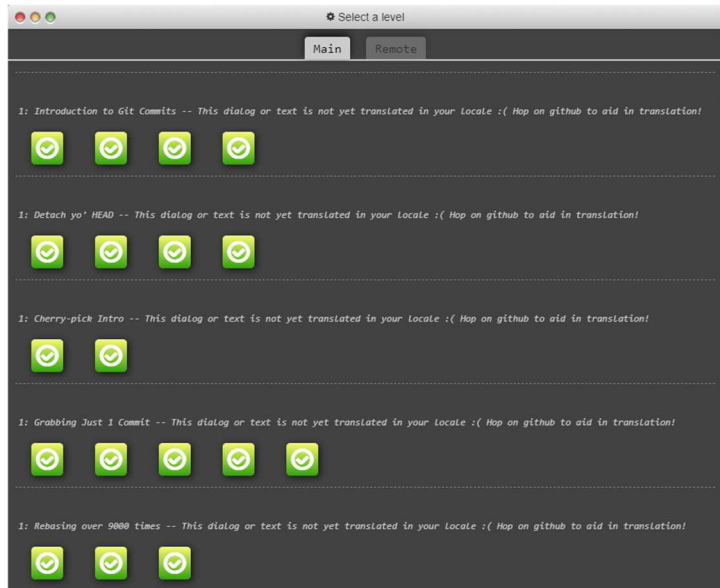 Select a level
Main Remote
1: Introduction to Git Commits -- This dialog or text is not yet translated in your locale :( Hop on github to aid in translation!
1: Detach yo' HEAD -- This dialog or text is not yet translated in your locale :( Hop on github to aid in translation!
1: Cherry-pick Intro -- This dialog or text is not yet translated in your locale :( Hop on github to aid in translation!
1: Grabbing Just 1 Commit -- This dialog or text is not yet translated in your locale :( Hop on github to aid in translation!
1: Rebasing over 9000 times -- This dialog or text is not yet translated in your locale :( Hop on github to aid in translation!